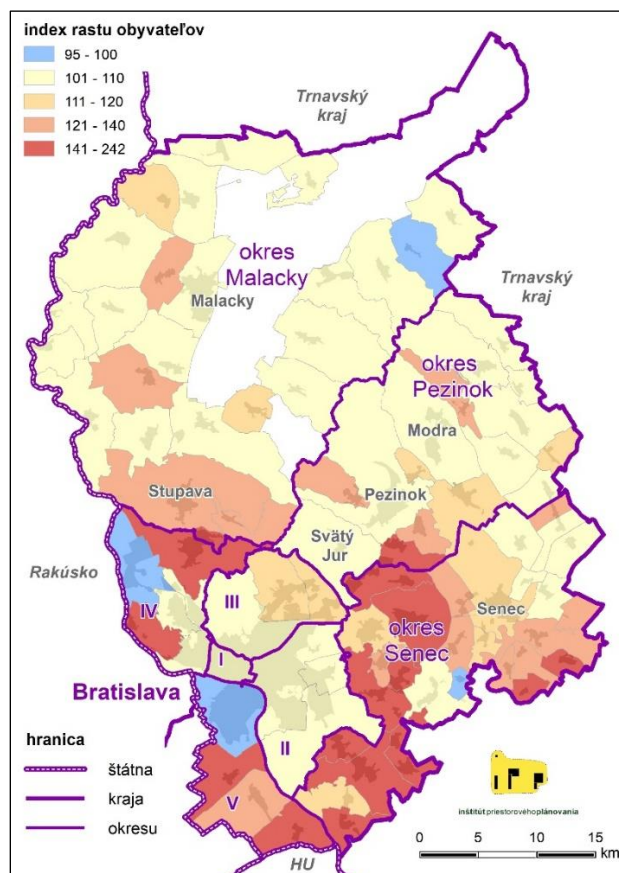 index rastu obyvateľov
95 - 100
101 - 110
111 - 120
121 - 140
141 - 242
Trnavský
kraj
okres
Malacky
Malacky
Trnavský
kraj
okres
Pezinok
Modra
Stupava
Pezinok
Svätý
Jur
Rakúsko
IV
III
I
Senec
okres
Senec
Bratislava
II
V
hranica
štátna
kraja
okresu
HU
inštitút priestorového plánovania
0 5 10 15
km